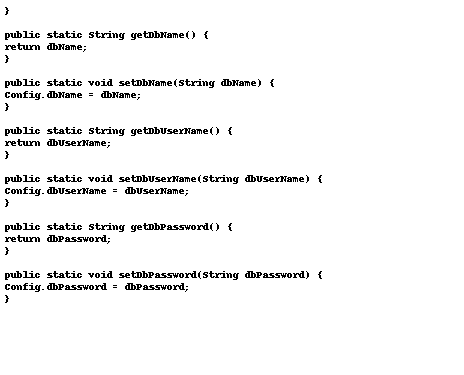 }
public static String getDbName() {
return dbName;
}
public static void setDbName(String dbName) {
Config.dbName = dbName;
}
public static String getDbUserName() {
return dbUserName;
}
public static void setDbUserName(String dbUserName) {
Config.dbUserName = dbUserName;
}
public static String getDbPassword() {
return dbPassword;
}
public static void setDbPassword(String dbPassword) {
Config.dbPassword = dbPassword;
}